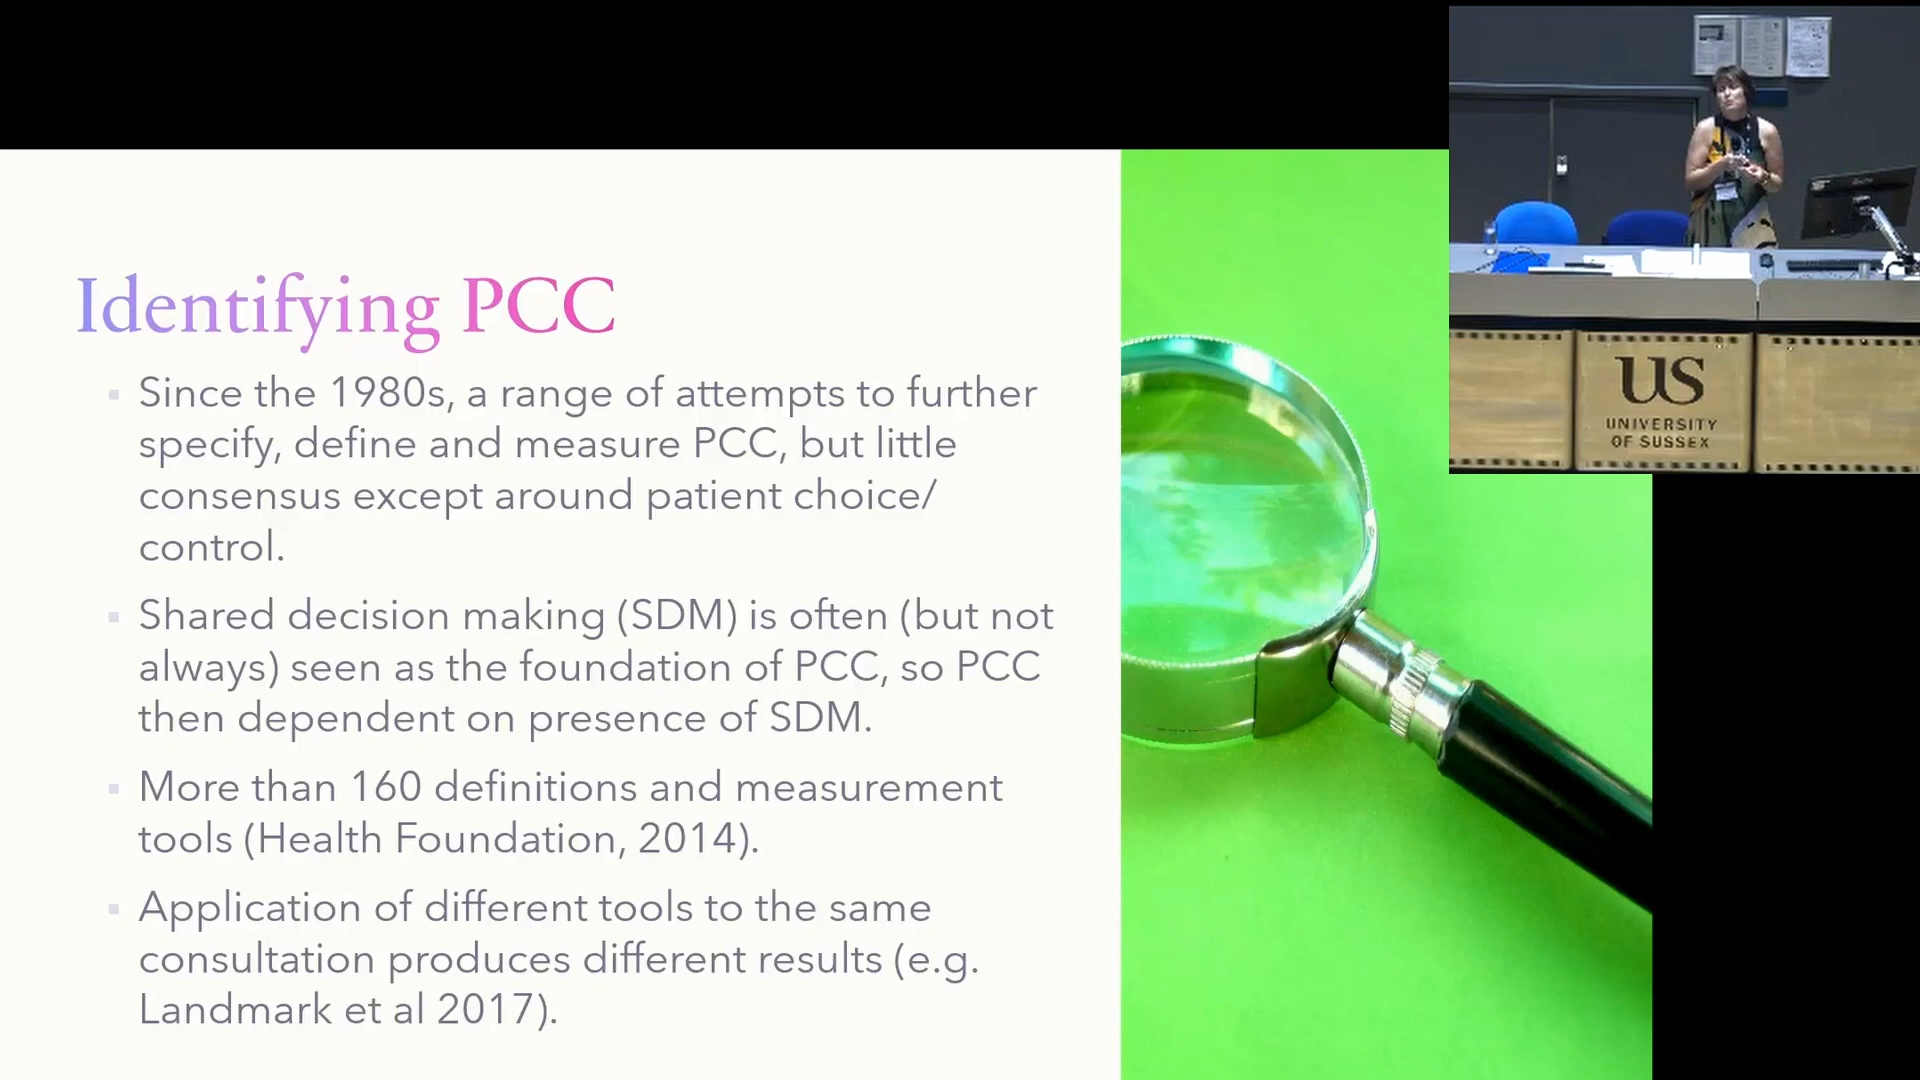 Identifying PCC
Since the 1980s, a range of attempts to further
specify, define and measure PCC, but little
consensus except around patient choice/
control.
Shared decision making (SDM) is often (but not
always) seen as the foundation of PCC, so PCC
then dependent on presence of SDM.
More than 160 definitions and measurement
tools (Health Foundation, 2014).
Application of different tools to the same
consultation produces different results (e.g.
Landmark et al 2017).
US
UNIVERSITY
OF SUSSEX